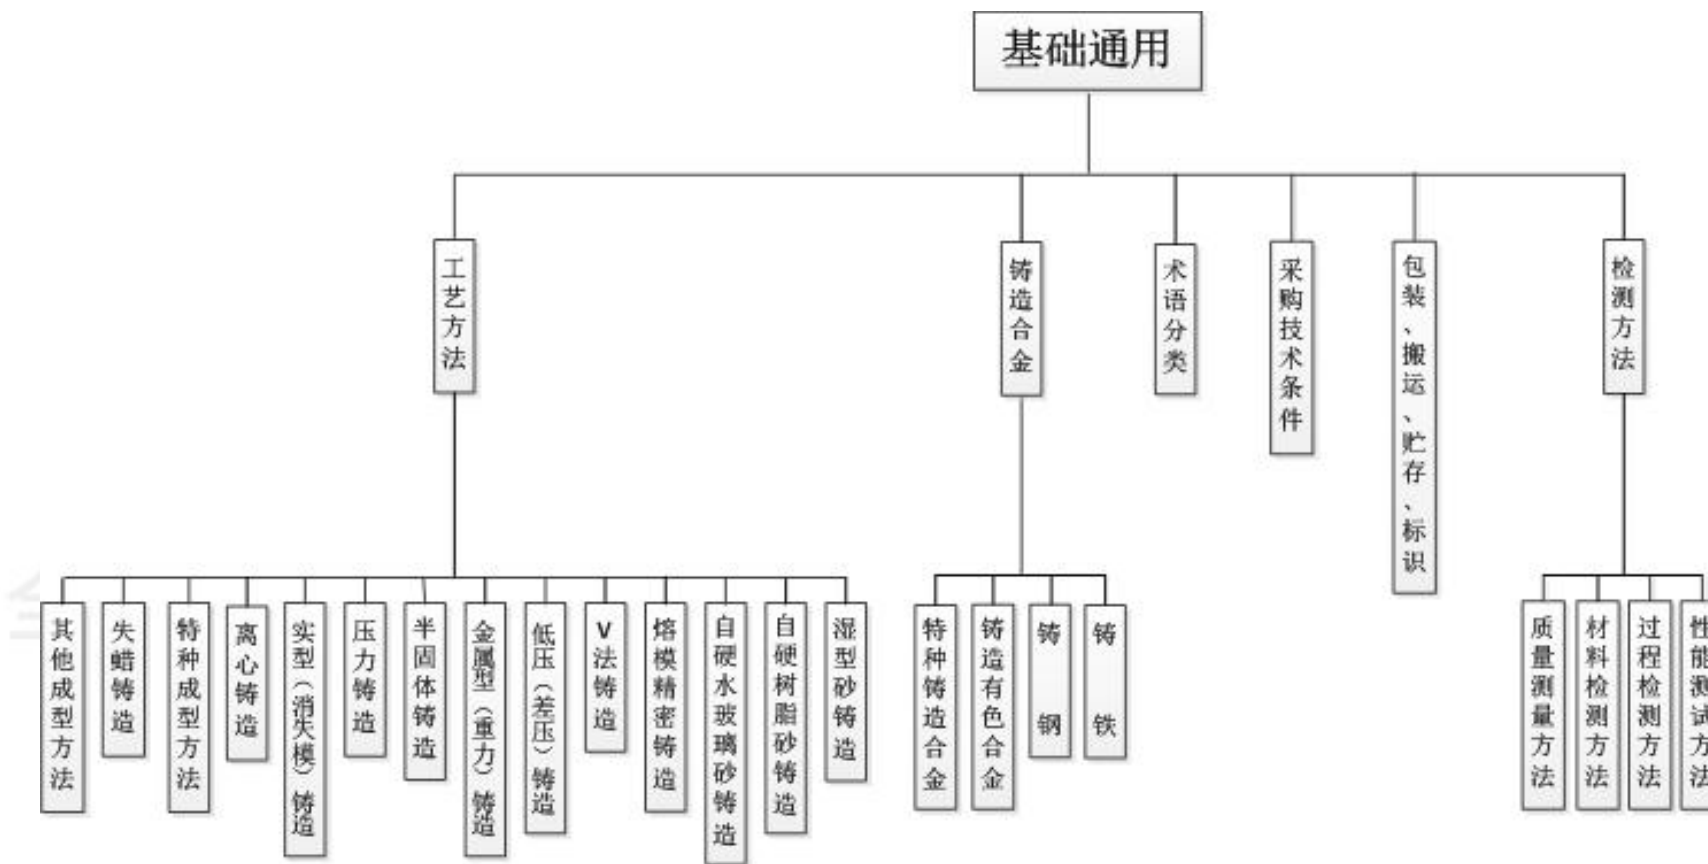 基础通用
工艺方法
铸造合金
术语分类
采购技术条件
包装、搬运、贮存、标识
检测方法
其他成型方法
失蜡铸造
特种成型方法
离心铸造
实型（消失模）铸造
压力铸造
半固体铸造
金属型（重力）铸造
低压（差压）铸造
V法铸造
熔模精密铸造
自硬水玻璃砂铸造
自硬树脂砂铸造
湿型砂铸造
特种铸造合金
铸造有色合金
铸钢
铸铁
质量测量方法
材料检测方法
过程检测方法
性能测试方法